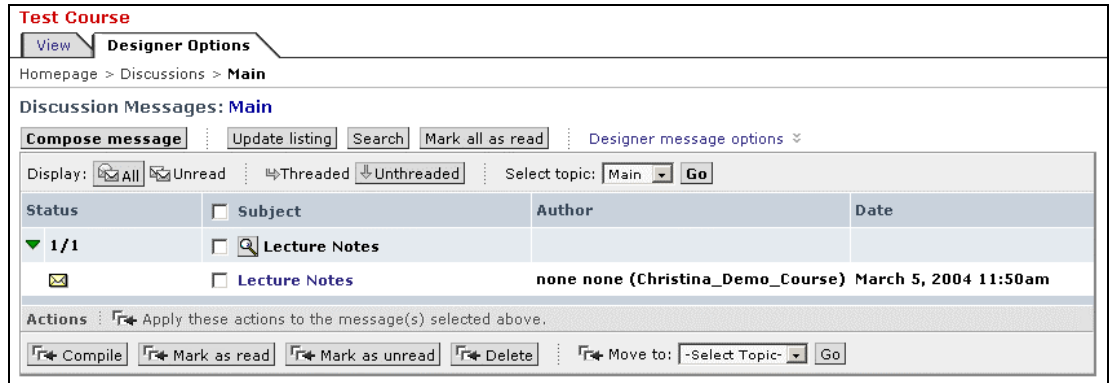 Test Course
View Designer Options
Homepage > Discussions > Main
Discussion Messages: Main
Compose message Update listing Search Mark all as read Designer message options
Display: All Unread Threaded Unthreaded Select topic: Main Go
Status Subject Author Date
1/1 Lecture Notes
Lecture Notes none none (Christina_Demo_Course) March 5, 2004 11:50am
Actions Apply these actions to the message(s) selected above.
Compile Mark as read Mark as unread Delete Move to: -Select Topic- Go